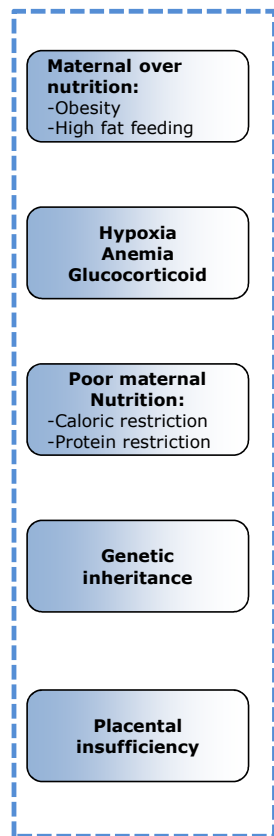 Maternal over
nutrition:
-Obesity
-High fat feeding
Hypoxia
Anemia
Glucocorticoid
Poor maternal
Nutrition:
-Caloric restriction
-Protein restriction
Genetic
inheritance
Placental
insufficiency